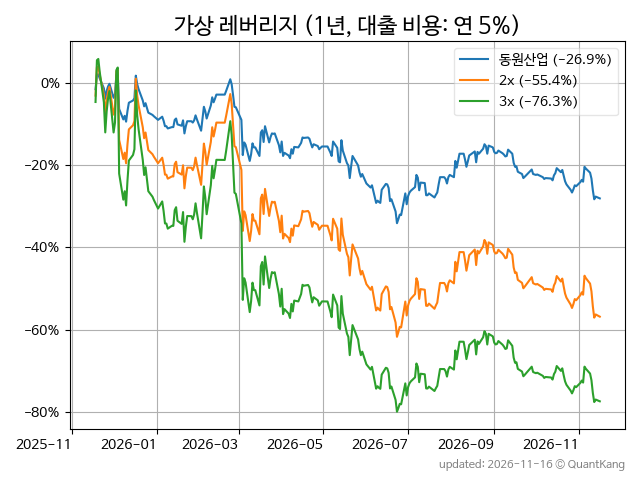 가상 레버리지 (1년, 대출 비용: 연 5%)
동원산업 (-26.9%)
2x (-55.4%)
3x (-76.3%)
0%
−20%
−40%
−60%
−80%
2025-11
2026-01
2026-03
2026-05
2026-07
2026-09
2026-11
updated: 2026-11-16 © QuantKang